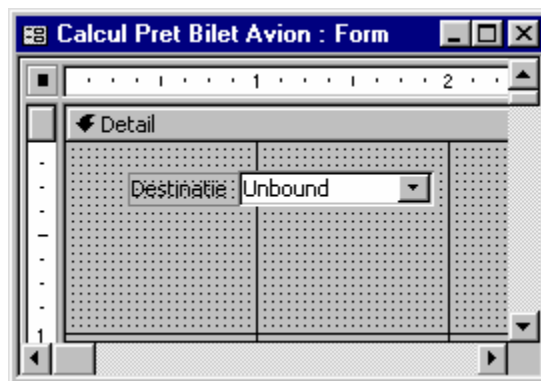 Calcul Pret Bilet Avion : Form
1 2
Detail
Destinatie : Unbound
1